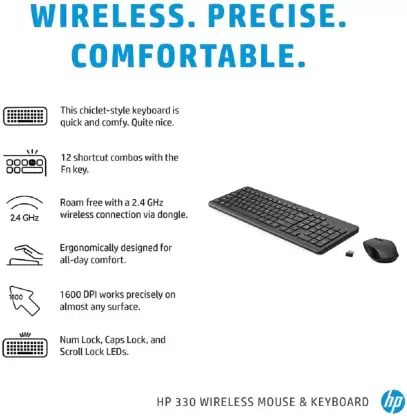 WIRELESS. PRECISE.
COMFORTABLE.
This chiclet-style keyboard is
quick and comfy. Quite nice.
12 shortcut combos with the
Fn key.
2.4 GHz
Roam free with a 2.4 GHz
wireless connection via dongle.
Ergonomically designed for
all-day comfort.
1600
1600 DPI works precisely on
almost any surface.
Num Lock, Caps Lock, and
Scroll Lock LEDs.
HP 330 WIRELESS MOUSE & KEYBOARD
hp